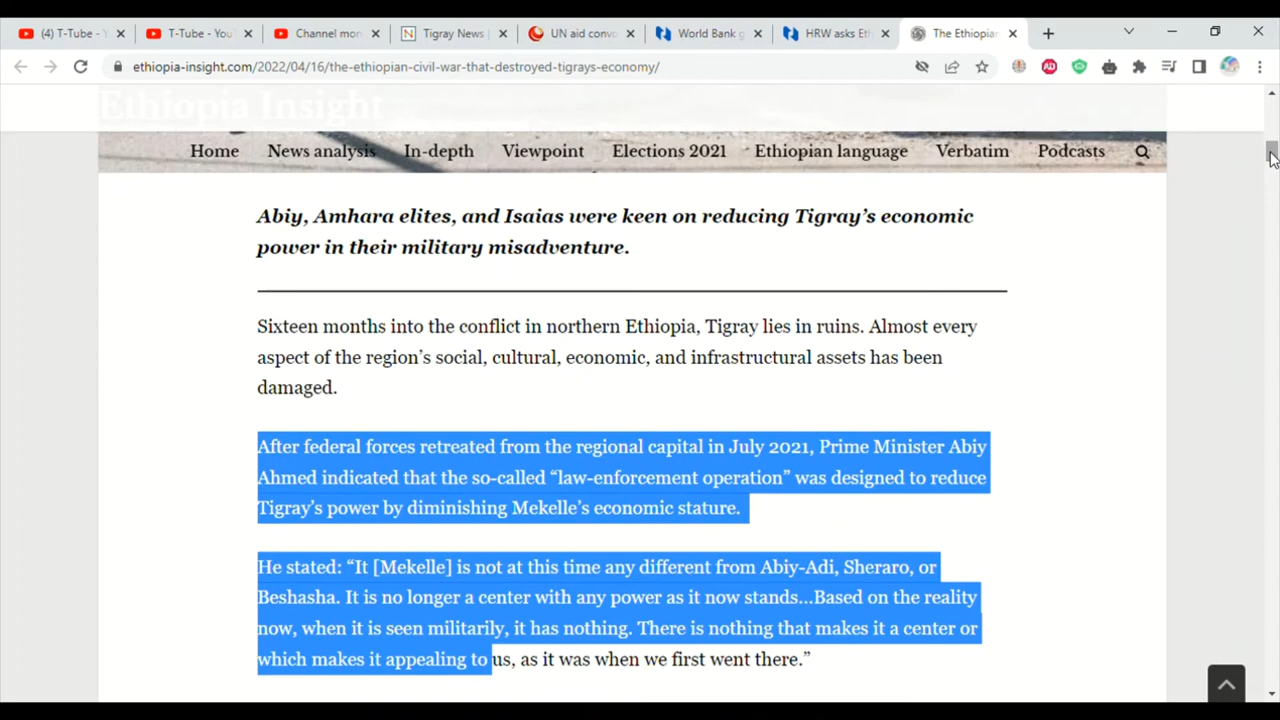 (4) T-Tube - Y
T-Tube - You
Channel mon
Tigray News |
UN aid convo
World Bank g
HRW asks Eth
The Ethiopian
ethiopia-insight.com/2022/04/16/the-ethiopian-civil-war-that-destroyed-tigrays-economy/
Ethiopia Insight
Home
News analysis
In-depth
Viewpoint
Elections 2021
Ethiopian language
Verbatim
Podcasts
Abiy, Amhara elites, and Isaias were keen on reducing Tigray’s economic
power in their military misadventure.
Sixteen months into the conflict in northern Ethiopia, Tigray lies in ruins. Almost every
aspect of the region’s social, cultural, economic, and infrastructural assets has been
damaged.
After federal forces retreated from the regional capital in July 2021, Prime Minister Abiy
Ahmed indicated that the so-called “law-enforcement operation” was designed to reduce
Tigray’s power by diminishing Mekelle’s economic stature.
He stated: “It [Mekelle] is not at this time any different from Abiy-Adi, Sheraro, or
Beshasha. It is no longer a center with any power as it now stands…Based on the reality
now, when it is seen militarily, it has nothing. There is nothing that makes it a center or
which makes it appealing to us, as it was when we first went there.”